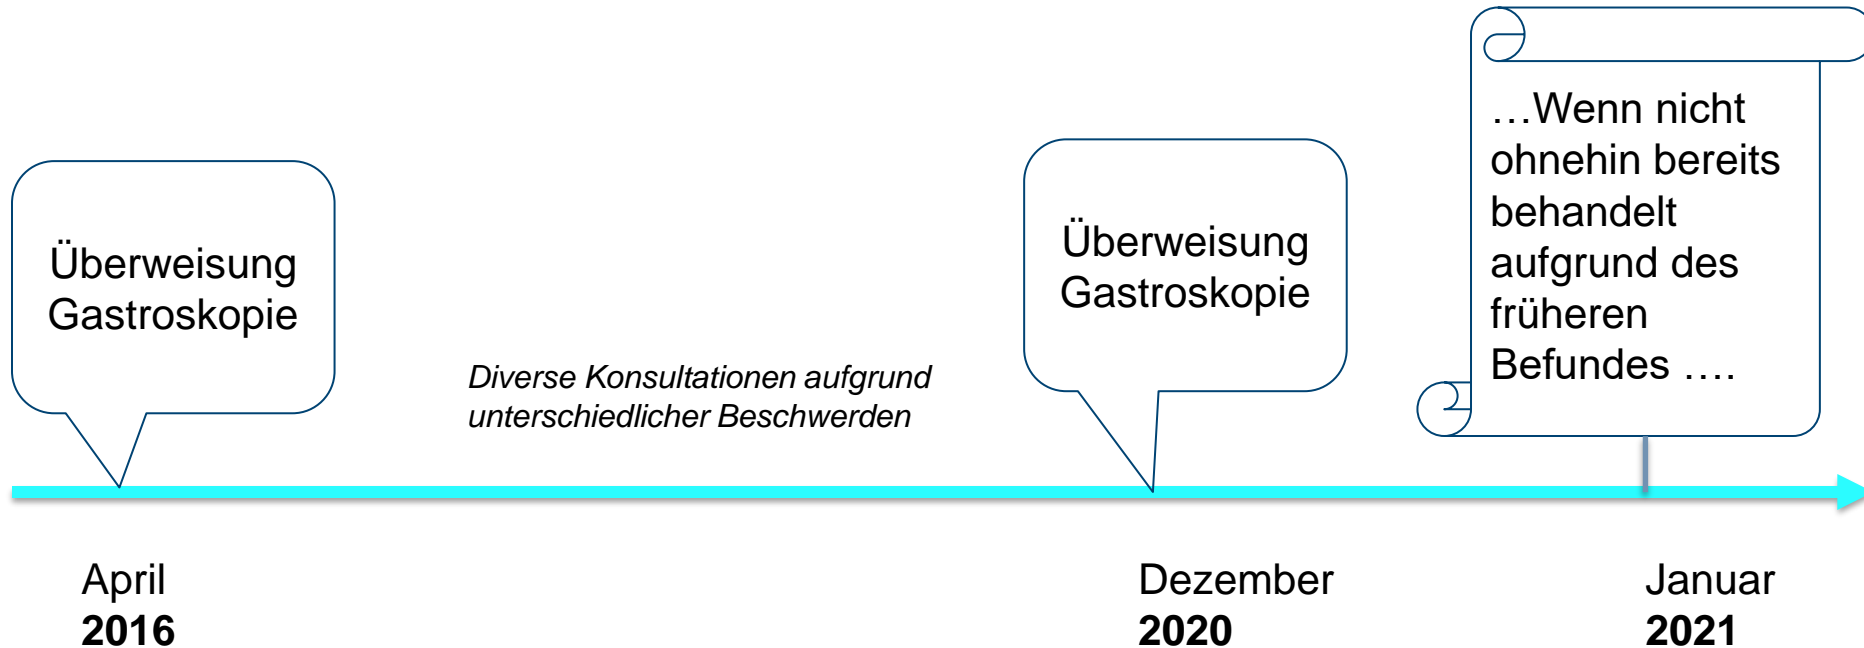 Überweisung
Gastroskopie
Diverse Konsultationen aufgrund
unterschiedlicher Beschwerden
Überweisung
Gastroskopie
…Wenn nicht
ohnehin bereits
behandelt
aufgrund des
früheren
Befundes ….
April
2016
Dezember
2020
Januar
2021